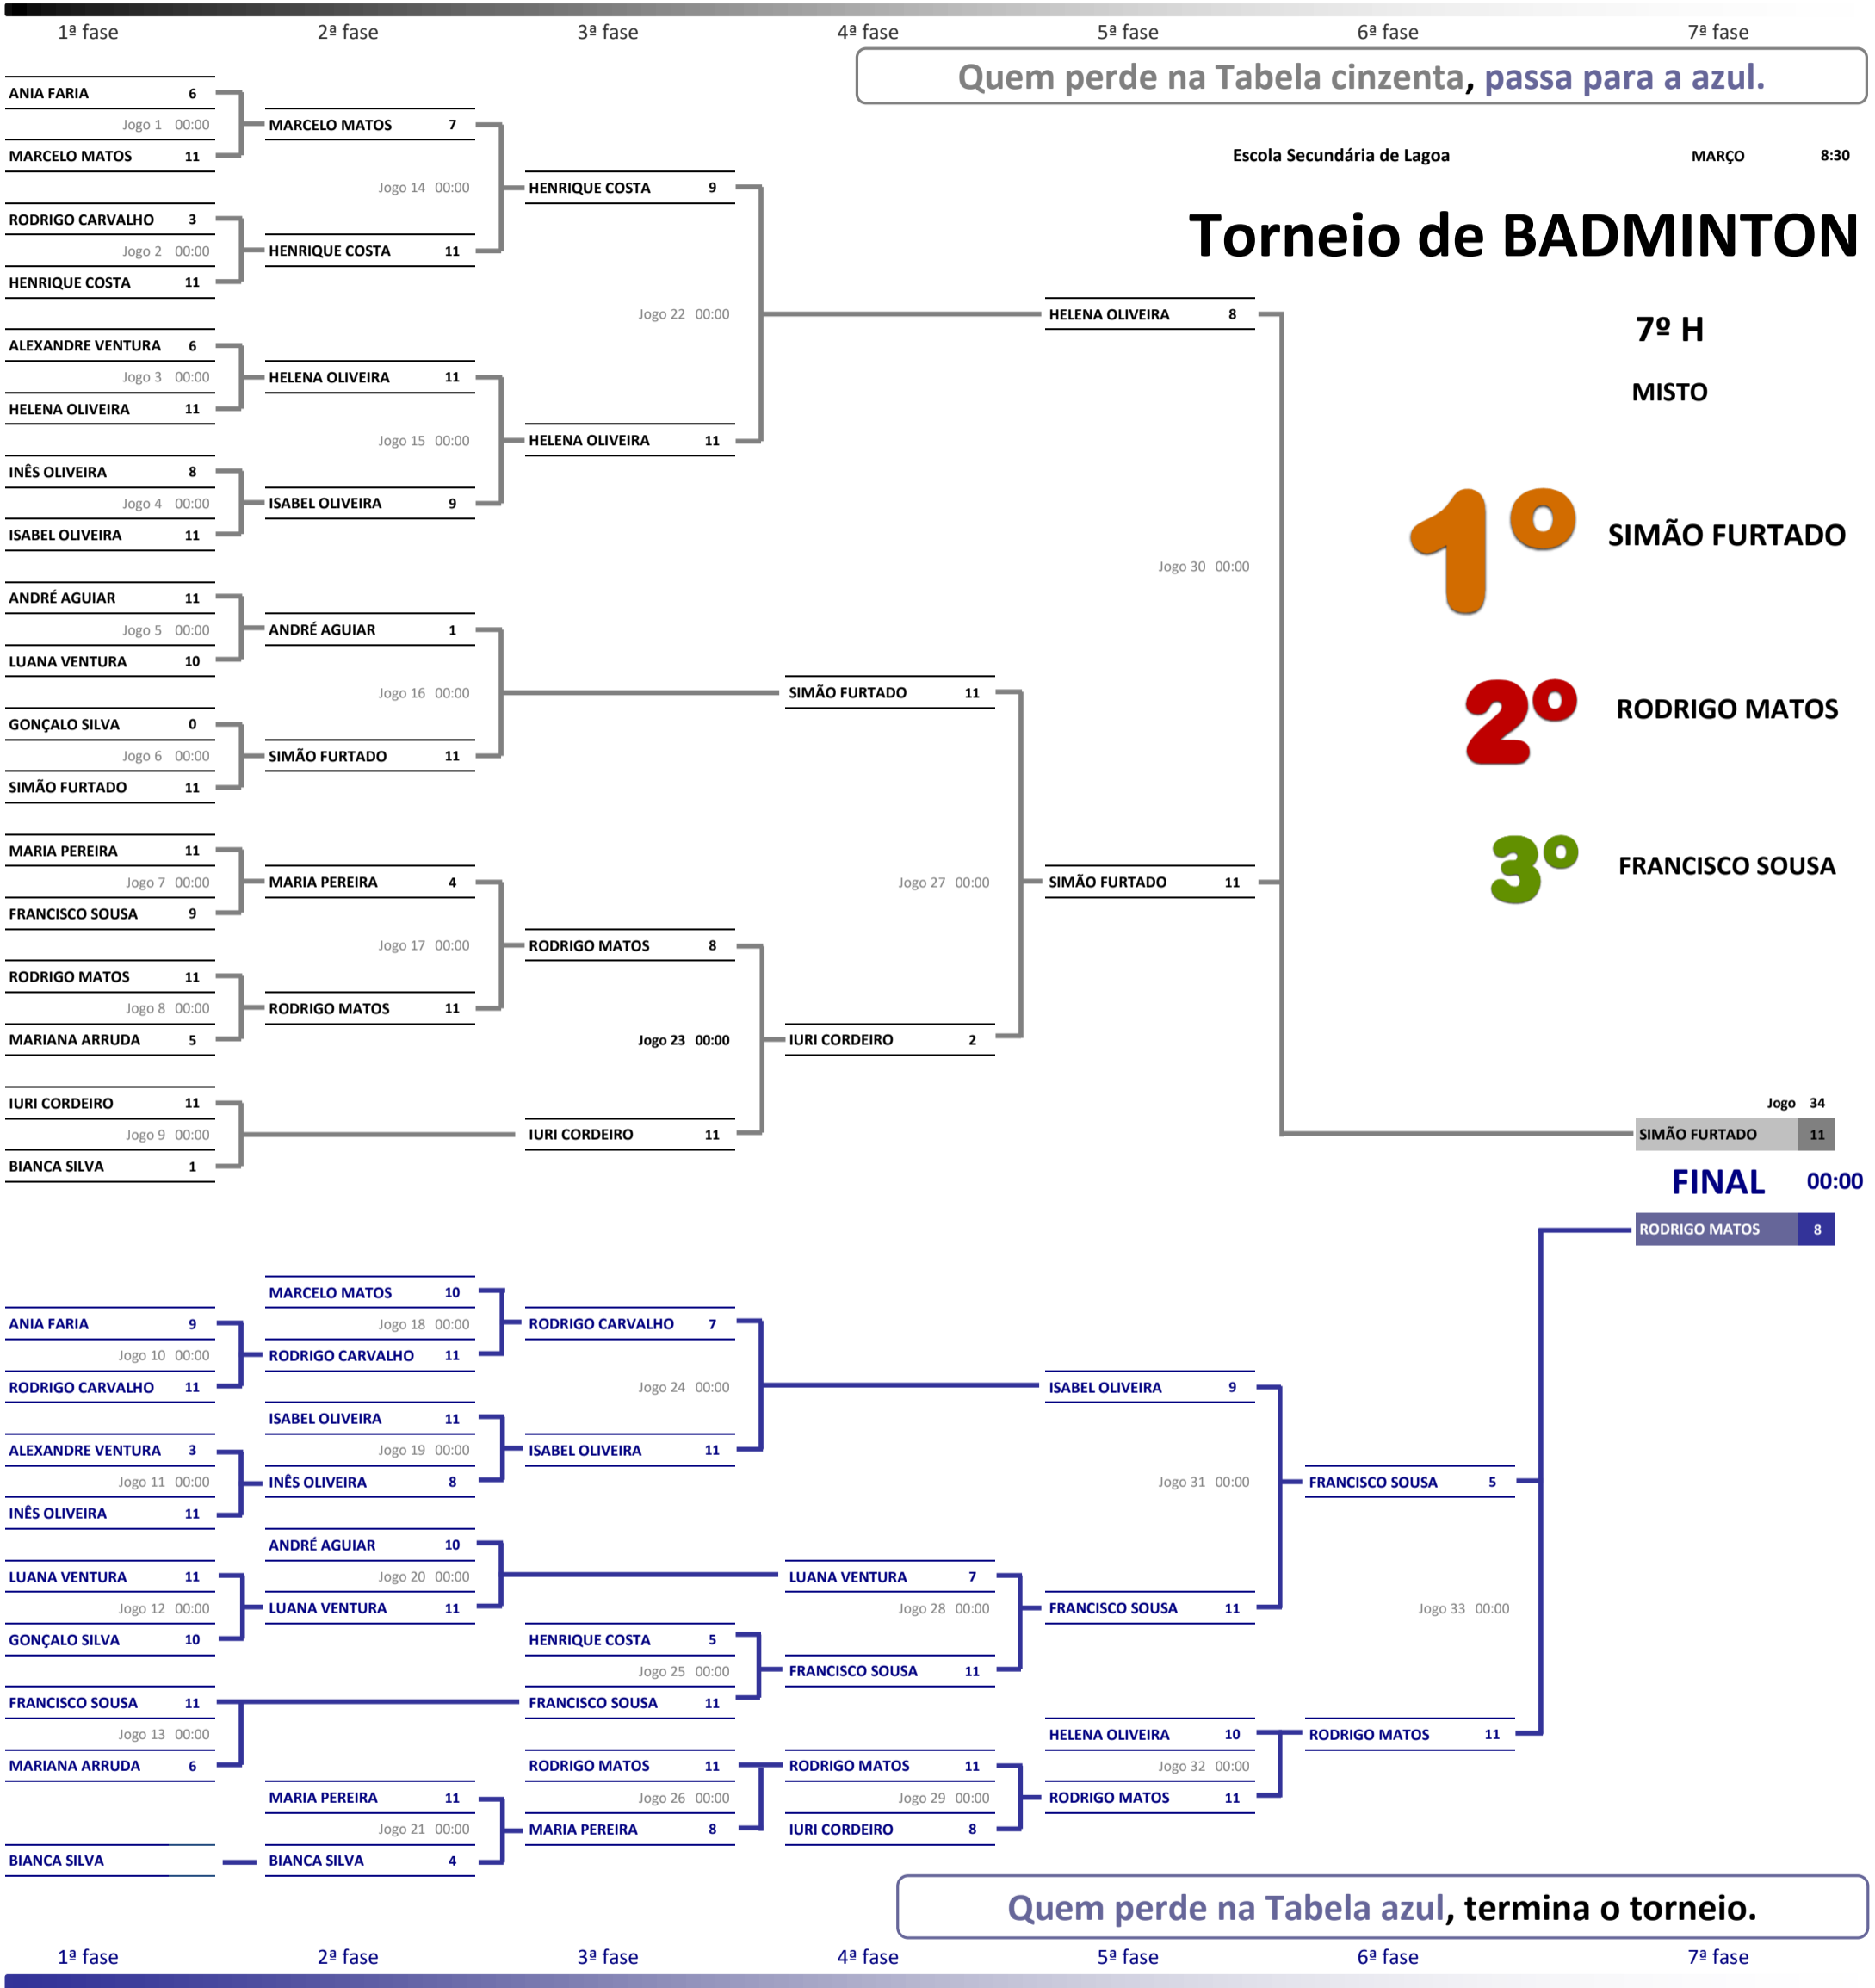 1ª fase 2ª fase 3ª fase 4ª fase 5ª fase 6ª fase 7ª fase
Quem perde na Tabela cinzenta, passa para a azul.
ANIA FARIA 6
Jogo 1 00:00 MARCELO MATOS 7
MARCELO MATOS 11
Escola Secundária de Lagoa MARÇO 8:30
Jogo 14 00:00 HENRIQUE COSTA 9
RODRIGO CARVALHO 3
Torneio de BADMINTON
Jogo 2 00:00 HENRIQUE COSTA 11
HENRIQUE COSTA 11
Jogo 22 00:00 HELENA OLIVEIRA 8
7º H
ALEXANDRE VENTURA 6
Jogo 3 00:00 HELENA OLIVEIRA 11
MISTO
HELENA OLIVEIRA 11
Jogo 15 00:00 HELENA OLIVEIRA 11
INÊS OLIVEIRA 8
Jogo 4 00:00 ISABEL OLIVEIRA 9
ISABEL OLIVEIRA 11
1º SIMÃO FURTADO
Jogo 30 00:00
ANDRÉ AGUIAR 11
Jogo 5 00:00 ANDRÉ AGUIAR 1
LUANA VENTURA 10
Jogo 16 00:00 SIMÃO FURTADO 11
2º RODRIGO MATOS
GONÇALO SILVA 0
Jogo 6 00:00 SIMÃO FURTADO 11
SIMÃO FURTADO 11
MARIA PEREIRA 11
3º FRANCISCO SOUSA
Jogo 7 00:00 MARIA PEREIRA 4 Jogo 27 00:00 SIMÃO FURTADO 11
FRANCISCO SOUSA 9
Jogo 17 00:00 RODRIGO MATOS 8
RODRIGO MATOS 11
Jogo 8 00:00 RODRIGO MATOS 11
MARIANA ARRUDA 5 Jogo 23 00:00 IURI CORDEIRO 2
IURI CORDEIRO 11 Jogo 34
Jogo 9 00:00 IURI CORDEIRO 11 SIMÃO FURTADO 11
BIANCA SILVA 1
FINAL 00:00
RODRIGO MATOS 8
MARCELO MATOS 10
ANIA FARIA 9 Jogo 18 00:00 RODRIGO CARVALHO 7
Jogo 10 00:00 RODRIGO CARVALHO 11
RODRIGO CARVALHO 11 Jogo 24 00:00 ISABEL OLIVEIRA 9
ISABEL OLIVEIRA 11
ALEXANDRE VENTURA 3 Jogo 19 00:00 ISABEL OLIVEIRA 11
Jogo 11 00:00 INÊS OLIVEIRA 8 Jogo 31 00:00 FRANCISCO SOUSA 5
INÊS OLIVEIRA 11
ANDRÉ AGUIAR 10
LUANA VENTURA 11 Jogo 20 00:00 LUANA VENTURA 7
Jogo 12 00:00 LUANA VENTURA 11 Jogo 28 00:00 FRANCISCO SOUSA 11 Jogo 33 00:00
GONÇALO SILVA 10 HENRIQUE COSTA 5
Jogo 25 00:00 FRANCISCO SOUSA 11
FRANCISCO SOUSA 11 FRANCISCO SOUSA 11
Jogo 13 00:00 HELENA OLIVEIRA 10 RODRIGO MATOS 11
MARIANA ARRUDA 6 RODRIGO MATOS 11 RODRIGO MATOS 11 Jogo 32 00:00
MARIA PEREIRA 11 Jogo 26 00:00 Jogo 29 00:00 RODRIGO MATOS 11
Jogo 21 00:00 MARIA PEREIRA 8 IURI CORDEIRO 8
BIANCA SILVA BIANCA SILVA 4
Quem perde na Tabela azul, termina o torneio.
1ª fase 2ª fase 3ª fase 4ª fase 5ª fase 6ª fase 7ª fase